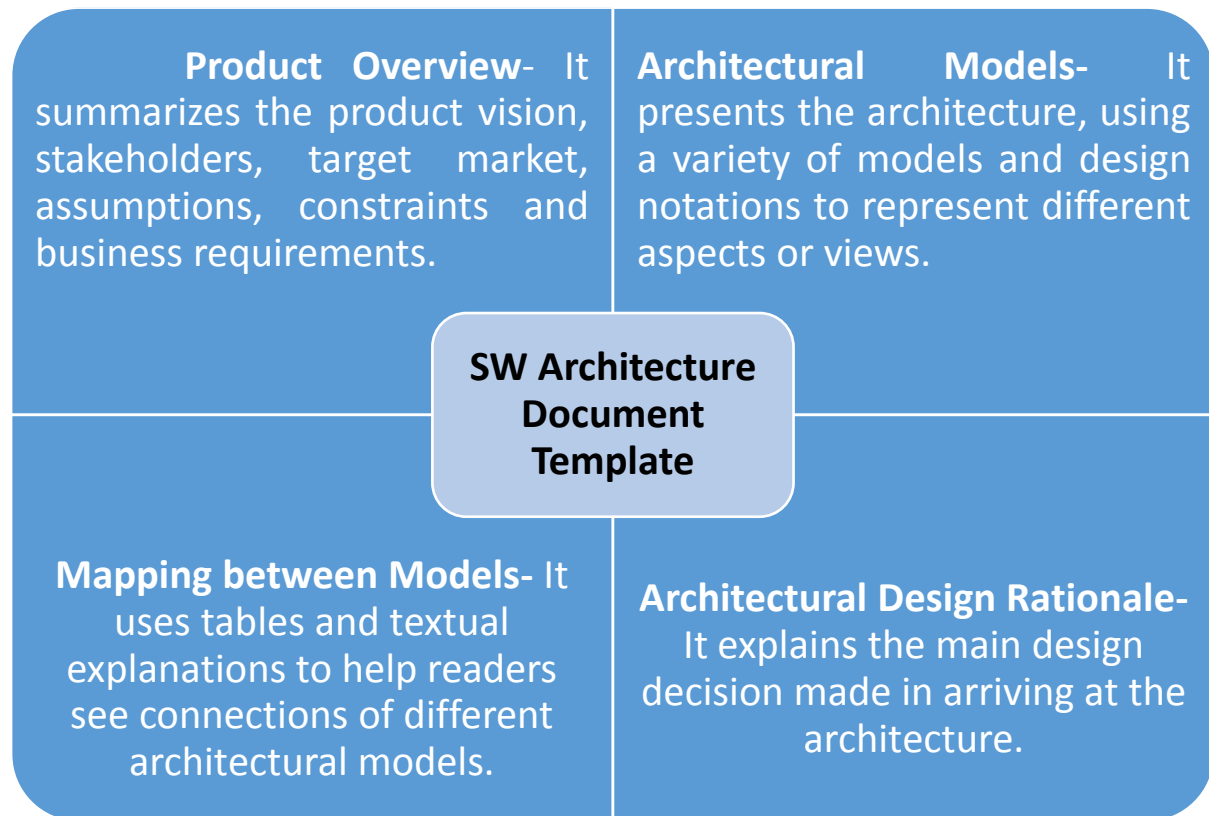 Product Overview- It
summarizes the product vision,
stakeholders, target market,
assumptions, constraints and
business requirements.
Architectural Models- It
presents the architecture, using
a variety of models and design
notations to represent different
aspects or views.
SW Architecture
Document
Template
Mapping between Models- It
uses tables and textual
explanations to help readers
see connections of different
architectural models.
Architectural Design Rationale-
It explains the main design
decision made in arriving at the
architecture.